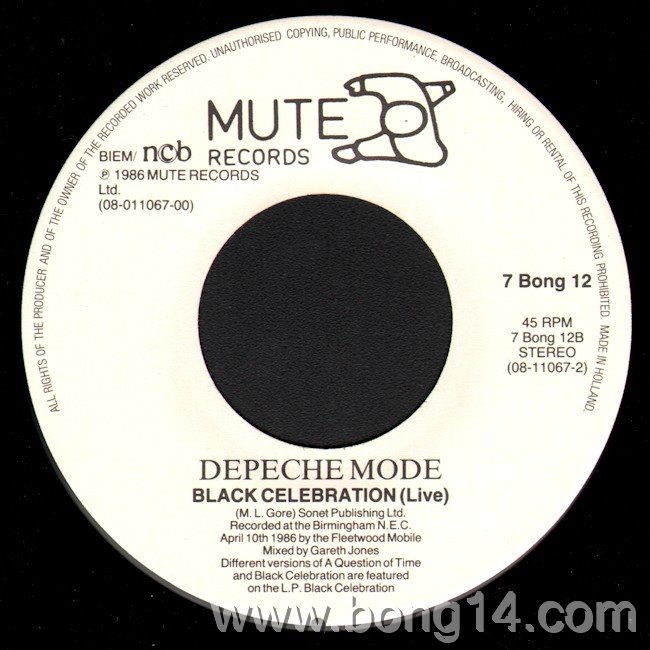 ALL RIGHTS OF THE PRODUCER AND OF THE OWNER OF THE RECORDED WORK RESERVED. UNAUTHORISED COPYING, PUBLIC PERFORMANCE, BROADCASTING, HIRING OR RENTAL OF THIS RECORDING PROHIBITED. MADE IN HOLLAND.
MUTE
RECORDS
BIEM/ ncb
℗ 1986 MUTE RECORDS
Ltd.
(08-011067-00)
7 Bong 12
45 RPM
7 Bong 12B
STEREO
(08-11067-2)
DEPECHE MODE
BLACK CELEBRATION (Live)
(M. L. Gore) Sonet Publishing Ltd.
Recorded at the Birmingham N.E.C.
April 10th 1986 by the Fleetwood Mobile
Mixed by Gareth Jones
Different versions of A Question of Time
and Black Celebration are featured
on the L.P. Black Celebration
www.bong14.com